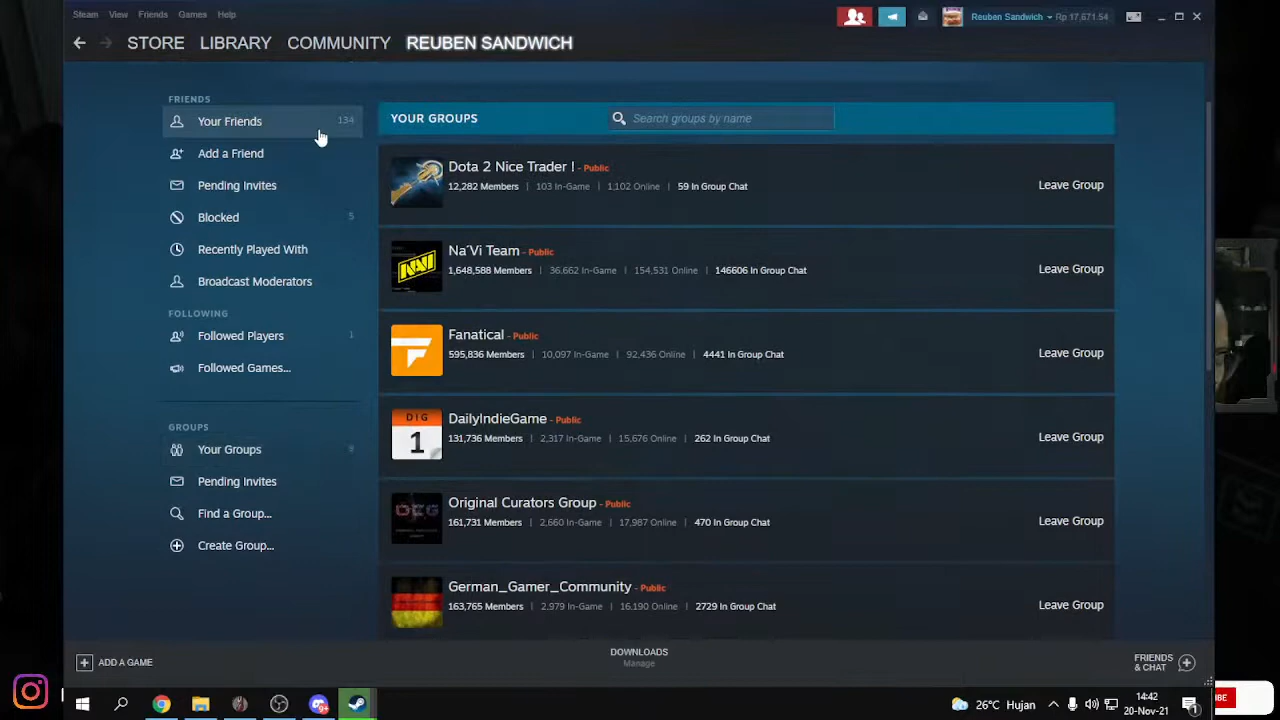 Steam View Friends Games Help
Reuben Sandwich Rp 17,671.54
STORE LIBRARY COMMUNITY REUBEN SANDWICH
FRIENDS
Your Friends 134
Add a Friend
Pending Invites
Blocked 5
Recently Played With
Broadcast Moderators
FOLLOWING
Followed Players 1
Followed Games...
GROUPS
Your Groups 9
Pending Invites
Find a Group...
Create Group...
YOUR GROUPS Search groups by name
Dota 2 Nice Trader ! - Public
12,282 Members | 103 In-Game | 1,102 Online | 59 In Group Chat
Leave Group
Na´Vi Team - Public
1,648,588 Members | 36,662 In-Game | 154,531 Online | 146606 In Group Chat
Leave Group
NAVI
Fanatical - Public
595,836 Members | 10,097 In-Game | 92,436 Online | 4441 In Group Chat
Leave Group
DailyIndieGame - Public
131,736 Members | 2,317 In-Game | 15,676 Online | 262 In Group Chat
Leave Group
DIG
1
Original Curators Group - Public
161,731 Members | 2,660 In-Game | 17,987 Online | 470 In Group Chat
Leave Group
German_Gamer_Community - Public
163,765 Members | 2,979 In-Game | 16,190 Online | 2729 In Group Chat
Leave Group
ADD A GAME
DOWNLOADS
Manage
FRIENDS
& CHAT
26°C Hujan
14:42
20-Nov-21
1
IBE